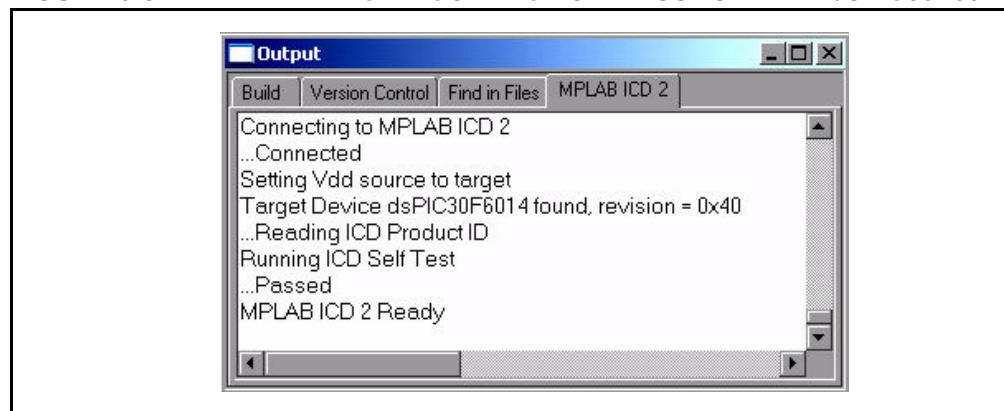 Output
Build Version Control Find in Files MPLAB ICD 2
Connecting to MPLAB ICD 2
...Connected
Setting Vdd source to target
Target Device dsPIC30F6014 found, revision = 0x40
...Reading ICD Product ID
Running ICD Self Test
...Passed
MPLAB ICD 2 Ready